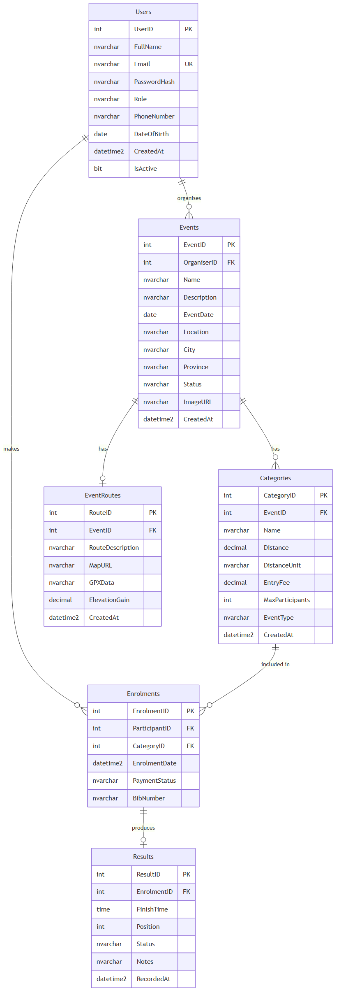 Users
int UserID PK
nvarchar FullName
nvarchar Email UK
nvarchar PasswordHash
nvarchar Role
nvarchar PhoneNumber
date DateOfBirth
datetime2 CreatedAt
bit IsActive
organises
Events
int EventID PK
int OrganiserID FK
nvarchar Name
nvarchar Description
date EventDate
nvarchar Location
nvarchar City
nvarchar Province
nvarchar Status
nvarchar ImageURL
datetime2 CreatedAt
makes
has
has
EventRoutes
int RouteID PK
int EventID FK
nvarchar RouteDescription
nvarchar MapURL
nvarchar GPXData
decimal ElevationGain
datetime2 CreatedAt
Categories
int CategoryID PK
int EventID FK
nvarchar Name
decimal Distance
nvarchar DistanceUnit
decimal EntryFee
int MaxParticipants
nvarchar EventType
datetime2 CreatedAt
included in
Enrolments
int EnrolmentID PK
int ParticipantID FK
int CategoryID FK
datetime2 EnrolmentDate
nvarchar PaymentStatus
nvarchar BibNumber
produces
Results
int ResultID PK
int EnrolmentID FK
time FinishTime
int Position
nvarchar Status
nvarchar Notes
datetime2 RecordedAt